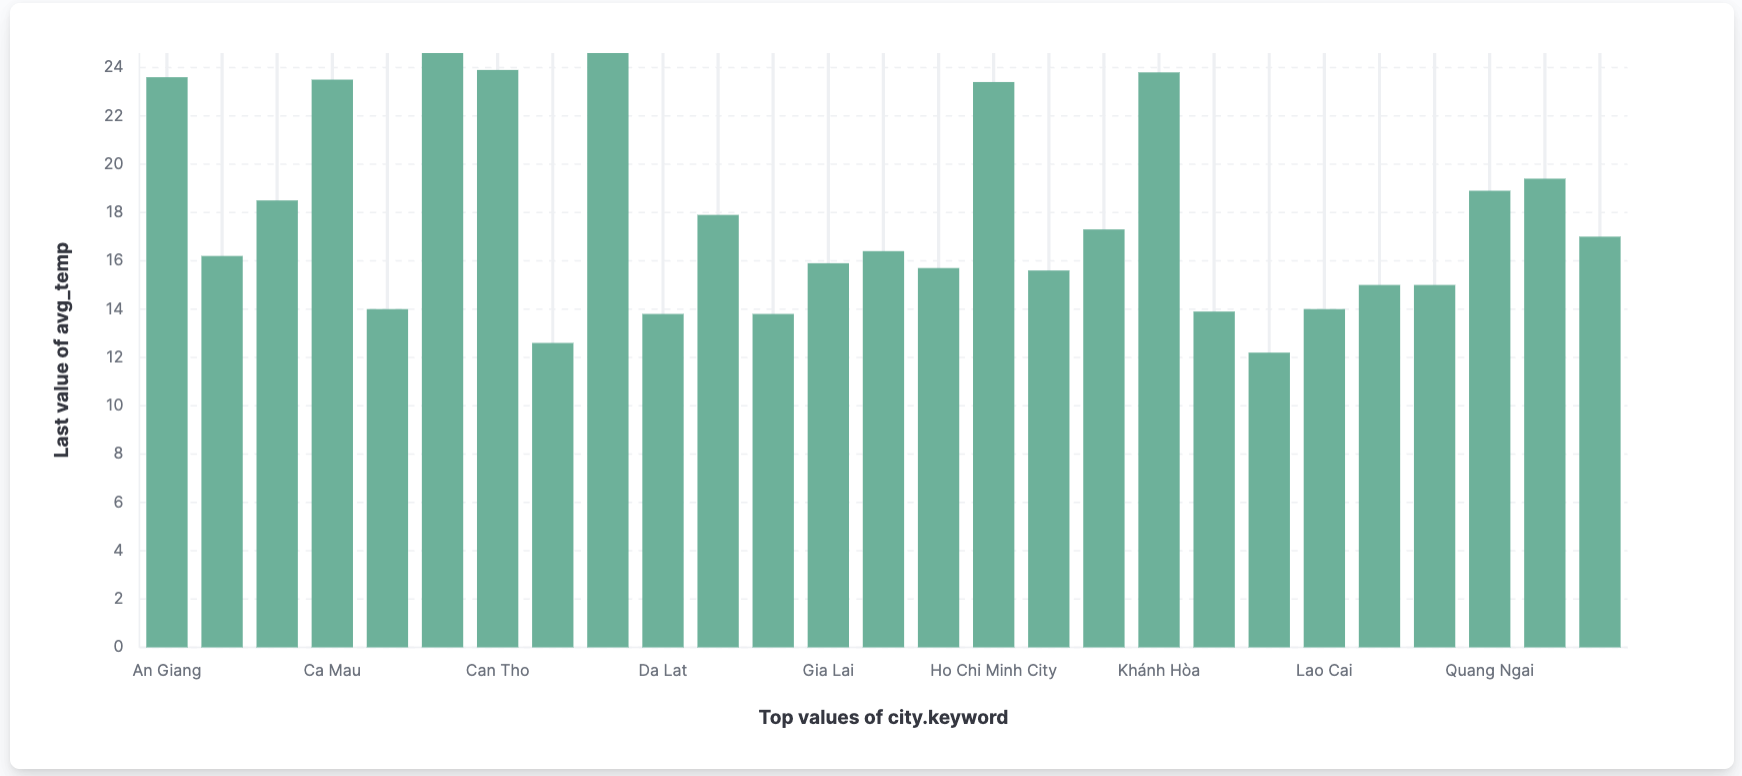 24
22
20
18
16
14
12
10
8
6
4
2
0
Last value of avg_temp
An Giang
Ca Mau
Can Tho
Da Lat
Gia Lai
Ho Chi Minh City
Khánh Hòa
Lao Cai
Quang Ngai
Top values of city.keyword